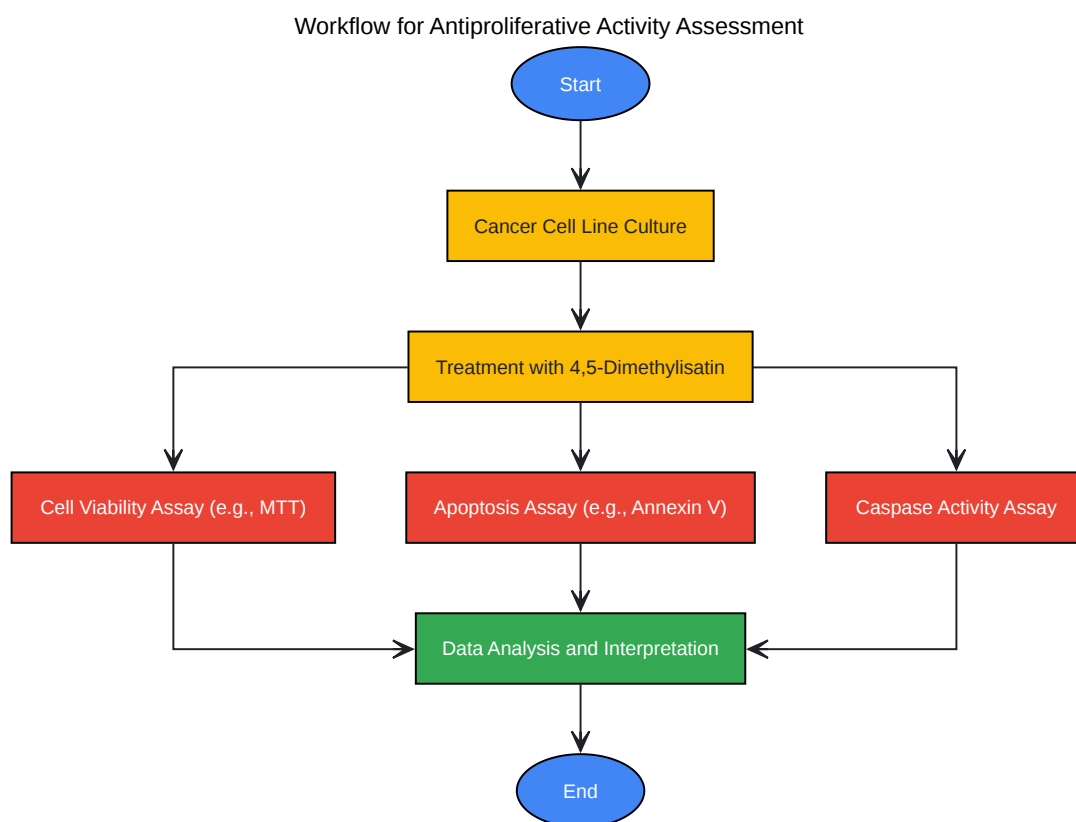 Workflow for Antiproliferative Activity Assessment
Start
Cancer Cell Line Culture
Treatment with 4,5-Dimethylisatin
Cell Viability Assay (e.g., MTT)
Apoptosis Assay (e.g., Annexin V)
Caspase Activity Assay
Data Analysis and Interpretation
End